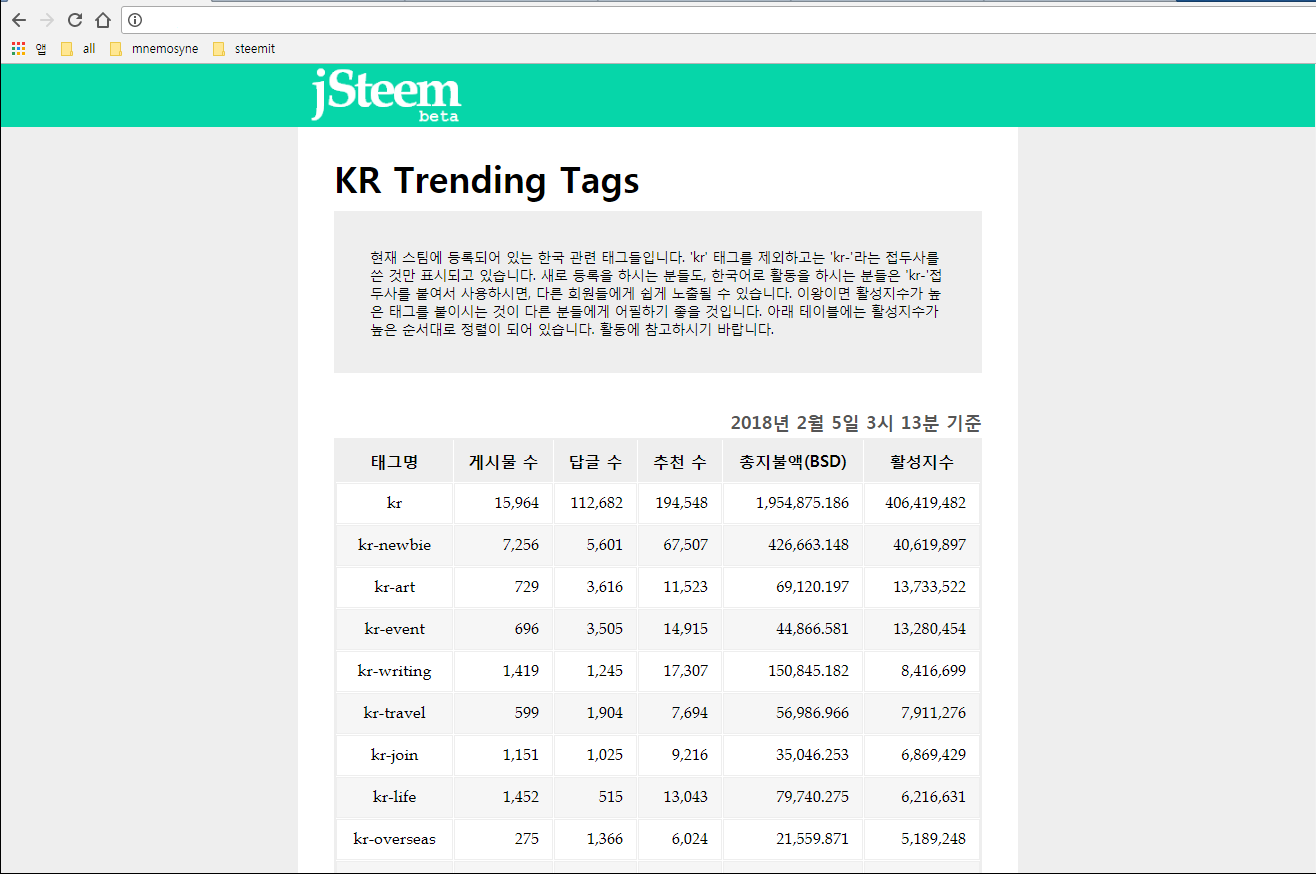 앱 all mnemosyne steemit
jSteem
beta
KR Trending Tags
현재 스팀에 등록되어 있는 한국 관련 태그들입니다. 'kr' 태그를 제외하고는 'kr-'라는 접두사를
쓴 것만 표시되고 있습니다. 새로 등록을 하시는 분들도, 한국어로 활동을 하시는 분들은 'kr-'접
두사를 붙여서 사용하시면, 다른 회원들에게 쉽게 노출될 수 있습니다. 이왕이면 활성지수가 높
은 태그를 붙이시는 것이 다른 분들에게 어필하기 좋을 것입니다. 아래 테이블에는 활성지수가
높은 순서대로 정렬이 되어 있습니다. 활동에 참고하시기 바랍니다.
2018년 2월 5일 3시 13분 기준
태그명 게시물 수 답글 수 추천 수 총지불액(BSD) 활성지수
kr 15,964 112,682 194,548 1,954,875.186 406,419,482
kr-newbie 7,256 5,601 67,507 426,663.148 40,619,897
kr-art 729 3,616 11,523 69,120.197 13,733,522
kr-event 696 3,505 14,915 44,866.581 13,280,454
kr-writing 1,419 1,245 17,307 150,845.182 8,416,699
kr-travel 599 1,904 7,694 56,986.966 7,911,276
kr-join 1,151 1,025 9,216 35,046.253 6,869,429
kr-life 1,452 515 13,043 79,740.275 6,216,631
kr-overseas 275 1,366 6,024 21,559.871 5,189,248